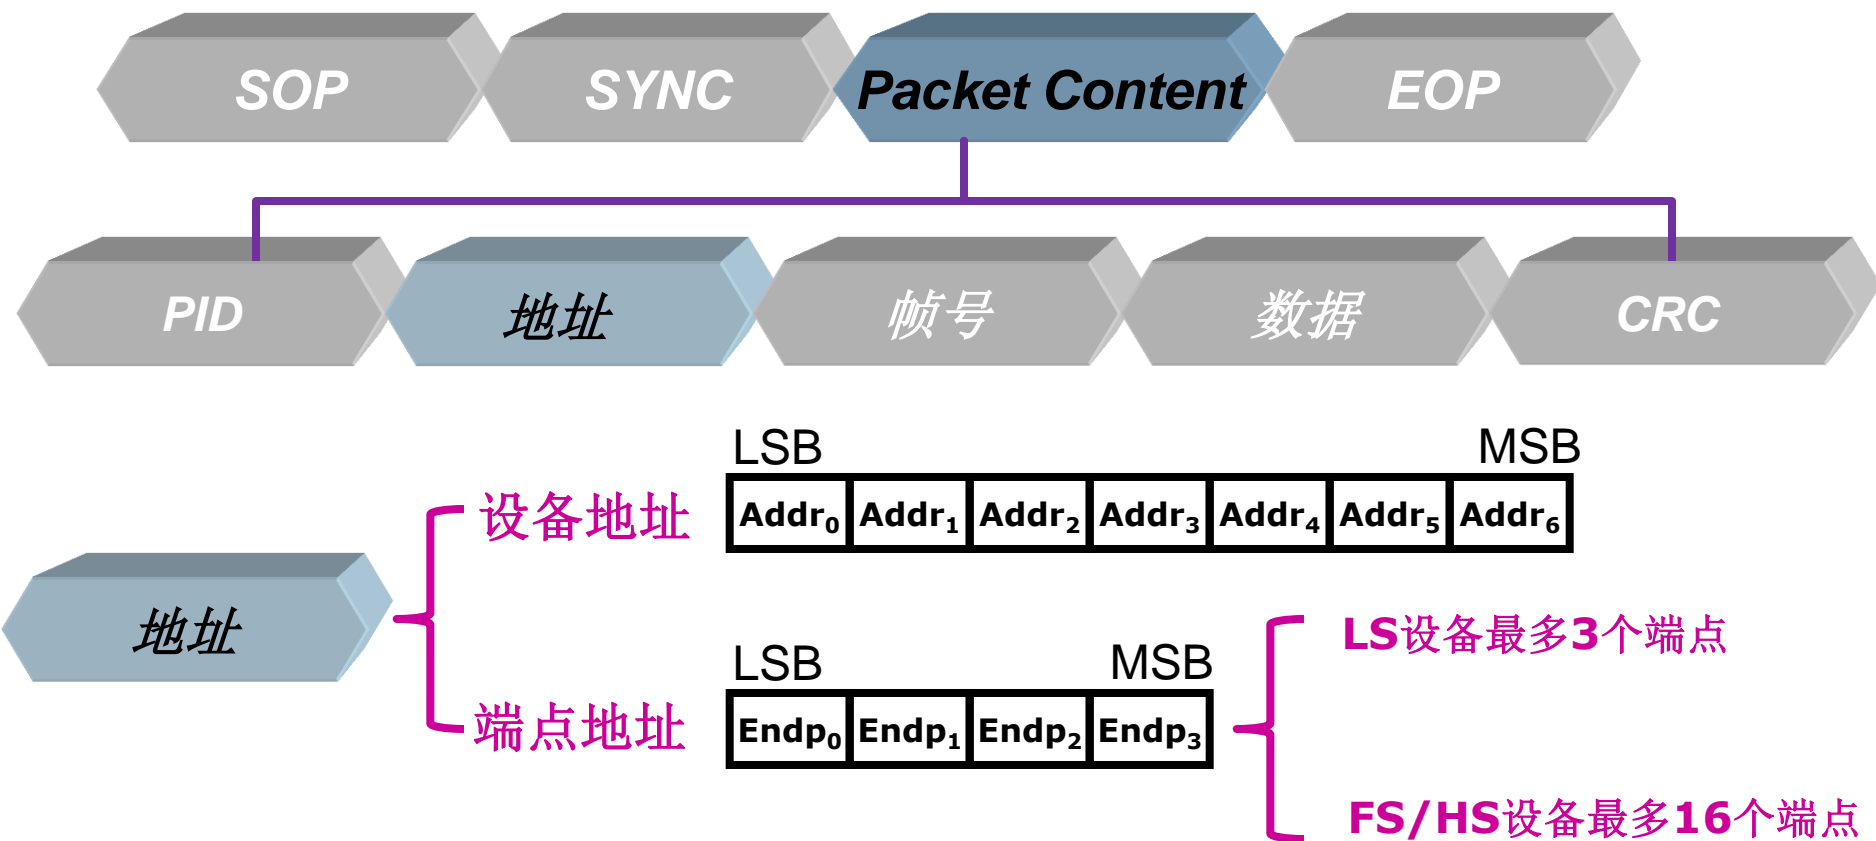 SOP SYNC Packet Content EOP
PID 地址 帧号 数据 CRC
LSB MSB
设备地址 Addr0 Addr1 Addr2 Addr3 Addr4 Addr5 Addr6
地址
LS设备最多3个端点
LSB MSB
端点地址 Endp0 Endp1 Endp2 Endp3
FS/HS设备最多16个端点